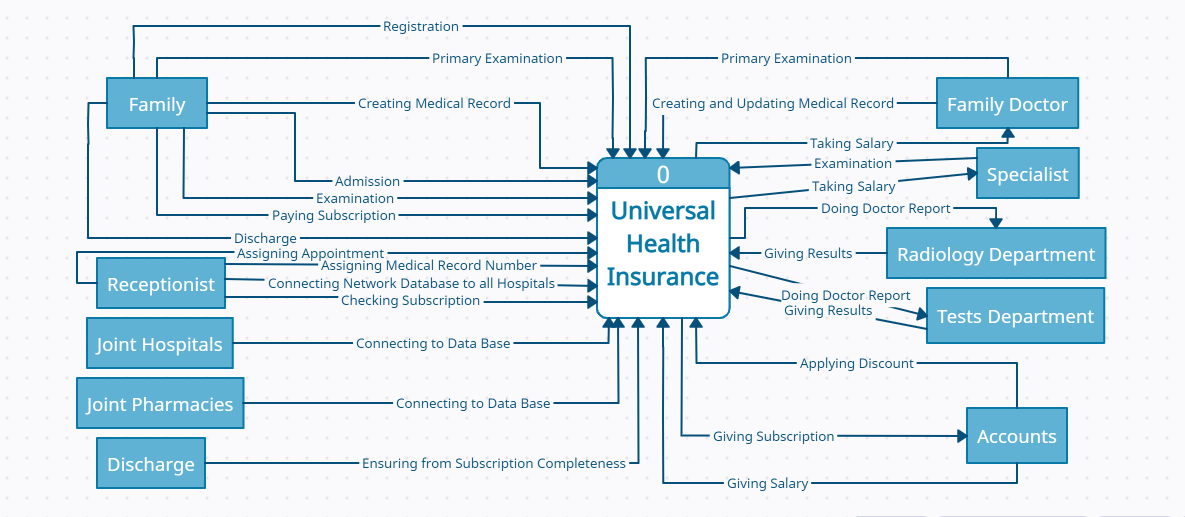 Registration
Primary Examination
Primary Examination
Family
Creating Medical Record
Creating and Updating Medical Record
Family Doctor
Taking Salary
Examination
Specialist
Taking Salary
0
Admission
Examination
Paying Subscription
Universal
Health
Insurance
Doing Doctor Report
Discharge
Giving Results
Radiology Department
Assigning Appointment
Assigning Medical Record Number
Receptionist
Connecting Network Database to all Hospitals
Checking Subscription
Doing Doctor Report
Giving Results
Tests Department
Joint Hospitals
Connecting to Data Base
Applying Discount
Joint Pharmacies
Connecting to Data Base
Giving Subscription
Accounts
Discharge
Ensuring from Subscription Completeness
Giving Salary